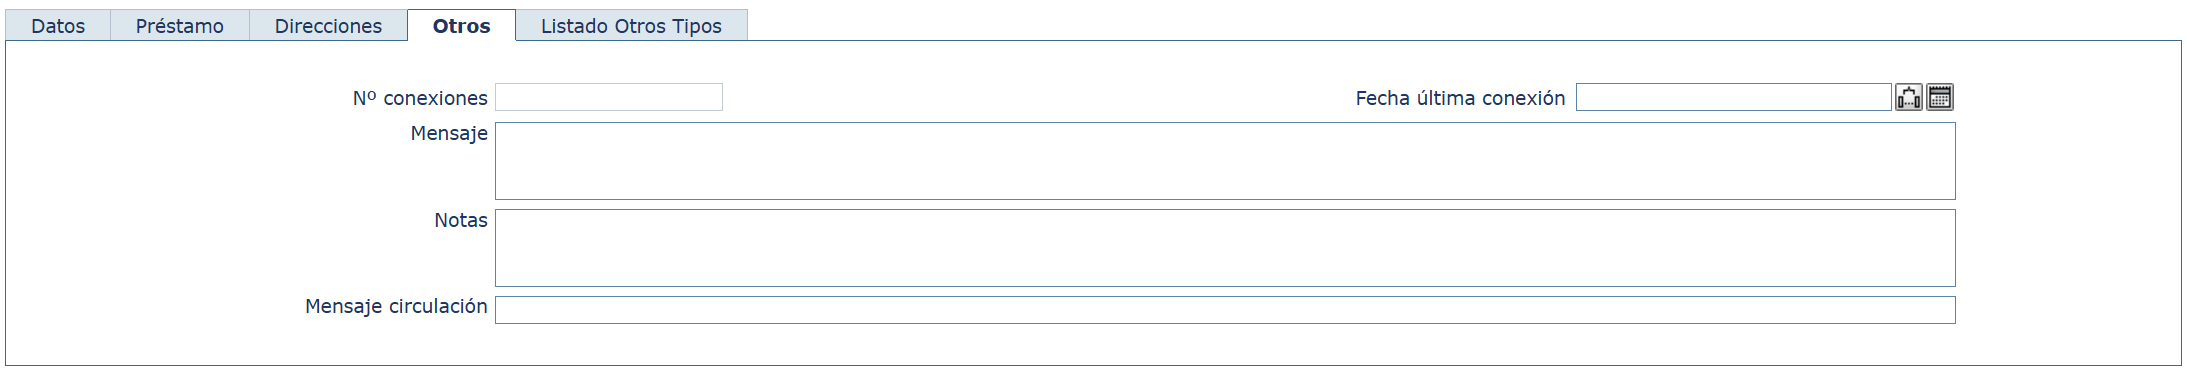 Datos Préstamo Direcciones Otros Listado Otros Tipos
Nº conexiones Fecha última conexión
Mensaje
Notas
Mensaje circulación